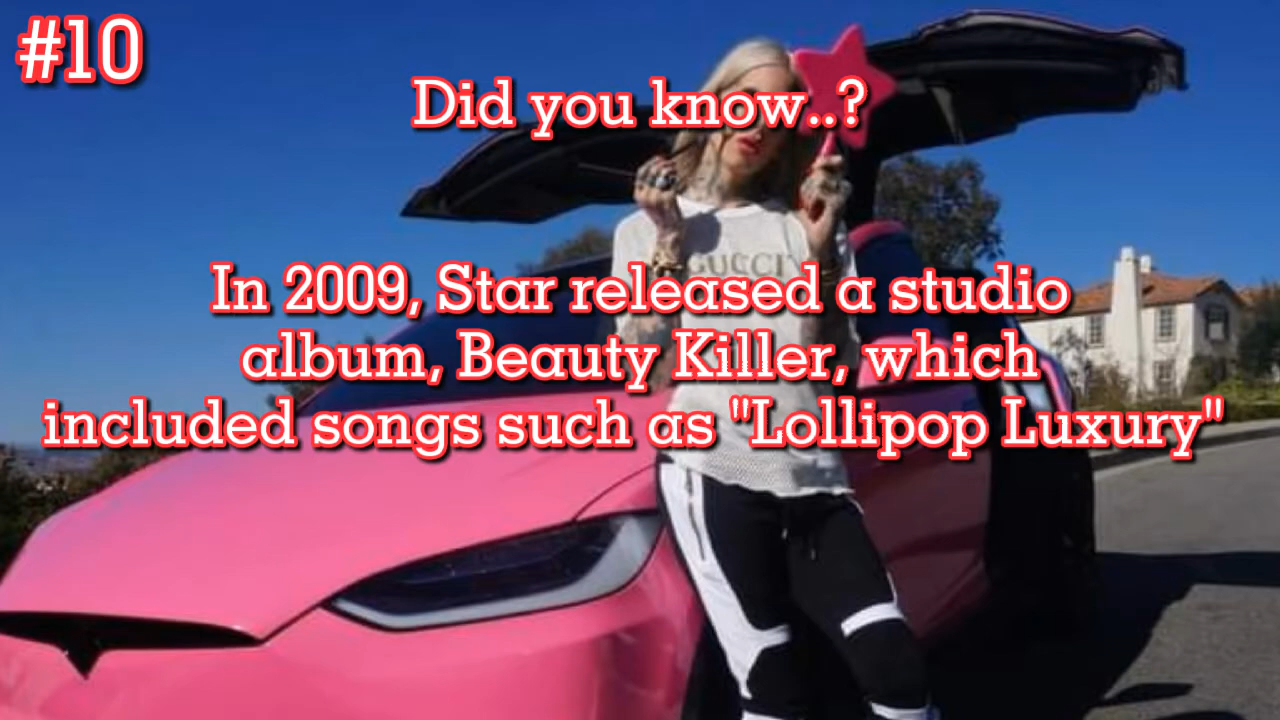 #10
Did you know..?
GUCCI
In 2009, Star released a studio
album, Beauty Killer, which
included songs such as "Lollipop Luxury"